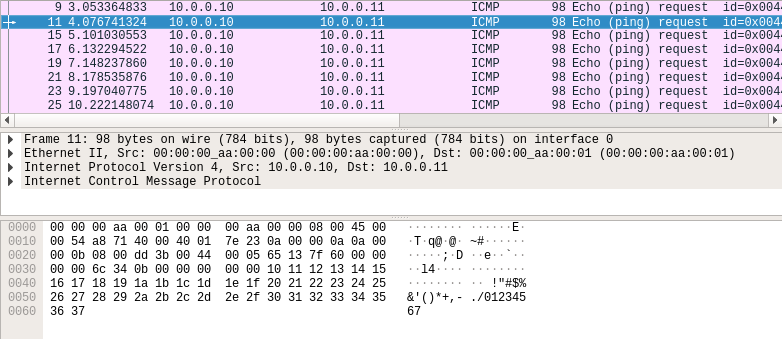 9 3.053364833 10.0.0.10 10.0.0.11 ICMP 98 Echo (ping) request id=0x004
11 4.076741324 10.0.0.10 10.0.0.11 ICMP 98 Echo (ping) request id=0x004
15 5.101030553 10.0.0.10 10.0.0.11 ICMP 98 Echo (ping) request id=0x004
17 6.132294522 10.0.0.10 10.0.0.11 ICMP 98 Echo (ping) request id=0x004
19 7.148237860 10.0.0.10 10.0.0.11 ICMP 98 Echo (ping) request id=0x004
21 8.178535876 10.0.0.10 10.0.0.11 ICMP 98 Echo (ping) request id=0x004
23 9.197040775 10.0.0.10 10.0.0.11 ICMP 98 Echo (ping) request id=0x004
25 10.222148074 10.0.0.10 10.0.0.11 ICMP 98 Echo (ping) request id=0x004
Frame 11: 98 bytes on wire (784 bits), 98 bytes captured (784 bits) on interface 0
Ethernet II, Src: 00:00:00_aa:00:00 (00:00:00:aa:00:00), Dst: 00:00:00_aa:00:01 (00:00:00:aa:00:01)
Internet Protocol Version 4, Src: 10.0.0.10, Dst: 10.0.0.11
Internet Control Message Protocol
0000 00 00 00 aa 00 01 00 00 00 aa 00 00 08 00 45 00 ········ ······E·
0010 00 54 a8 71 40 00 40 01 7e 23 0a 00 00 0a 0a 00 ·T·q@·@· ~#······
0020 00 0b 08 00 dd 3b 00 44 00 05 65 13 7f 60 00 00 ·····;·D ··e··`··
0030 00 00 6c 34 0b 00 00 00 00 00 10 11 12 13 14 15 ··l4···· ········
0040 16 17 18 19 1a 1b 1c 1d 1e 1f 20 21 22 23 24 25 ········ ·· !"#$%
0050 26 27 28 29 2a 2b 2c 2d 2e 2f 30 31 32 33 34 35 &'()*+,- ./012345
0060 36 37 67